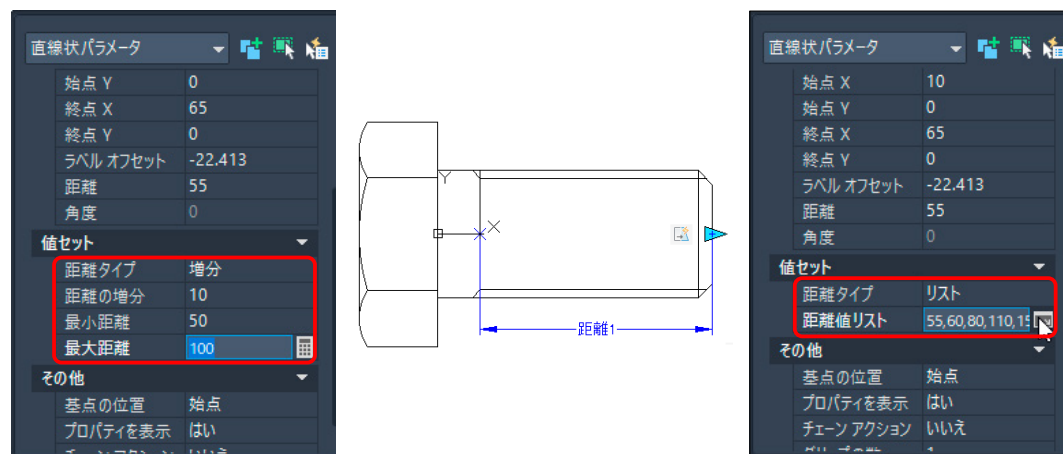 直線状パラメータ
始点 Y 0
終点 X 65
終点 Y 0
ラベル オフセット -22.413
距離 55
角度 0
値セット
距離タイプ 増分
距離の増分 10
最小距離 50
最大距離 100
その他
基点の位置 始点
プロパティを表示 はい
距離1
直線状パラメータ
始点 X 10
始点 Y 0
終点 X 65
終点 Y 0
ラベル オフセット -22.413
距離 55
角度 0
値セット
距離タイプ リスト
距離値リスト 55,60,80,110,15
その他
基点の位置 始点
プロパティを表示 はい
チェーン アクション いいえ